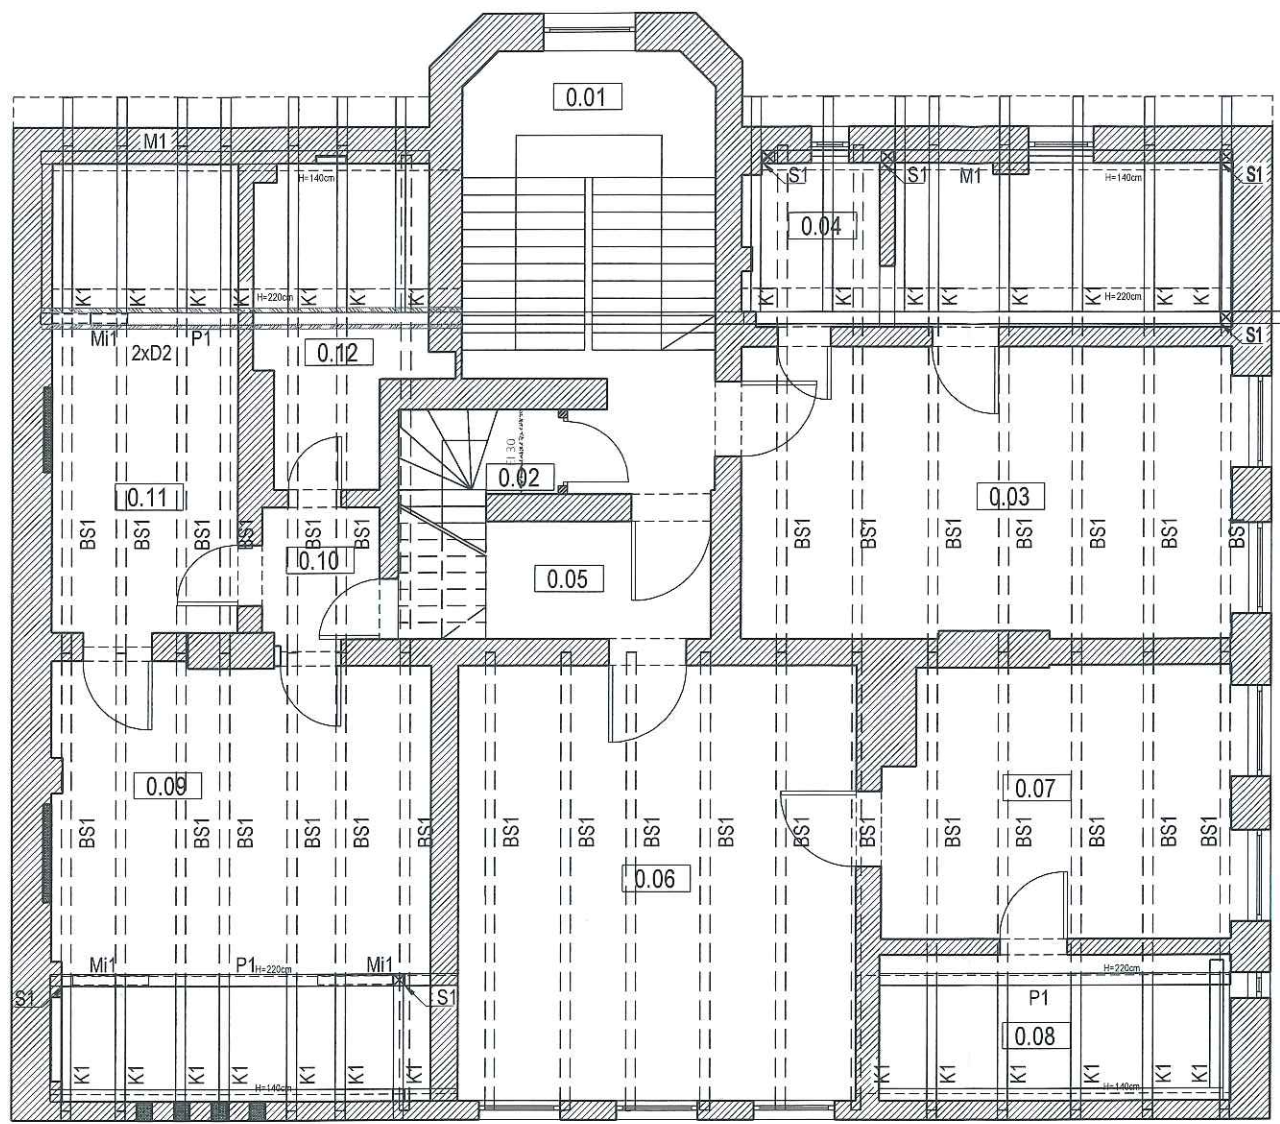 0.01
M1
H=140cm
S1
S1
M1
H=140cm
S1
0.04
K1 K1 K1 K1 K1 H=220cm K1 K1 K1
K1 K1 K1 K1 K1 H=220cm K1 K1
Mi1
P1
2xD2
0.12
S1
EI 30
0.02
0.11
0.03
BS1 BS1 BS1 BS1 BS1 BS1
BS1 BS1 BS1 BS1 BS1 BS1 BS1
0.10
0.05
0.09
0.07
BS1 BS1 BS1 BS1 BS1 BS1 BS1 BS1 BS1 BS1 BS1 BS1 BS1 BS1 BS1 BS1 BS1
0.06
Mi1
P1
H=220cm
Mi1
H=220cm
S1
S1
P1
0.08
K1 K1 K1 K1 H=140cm K1 K1 K1
K1 K1 K1 K1 H=140cm K1 K1